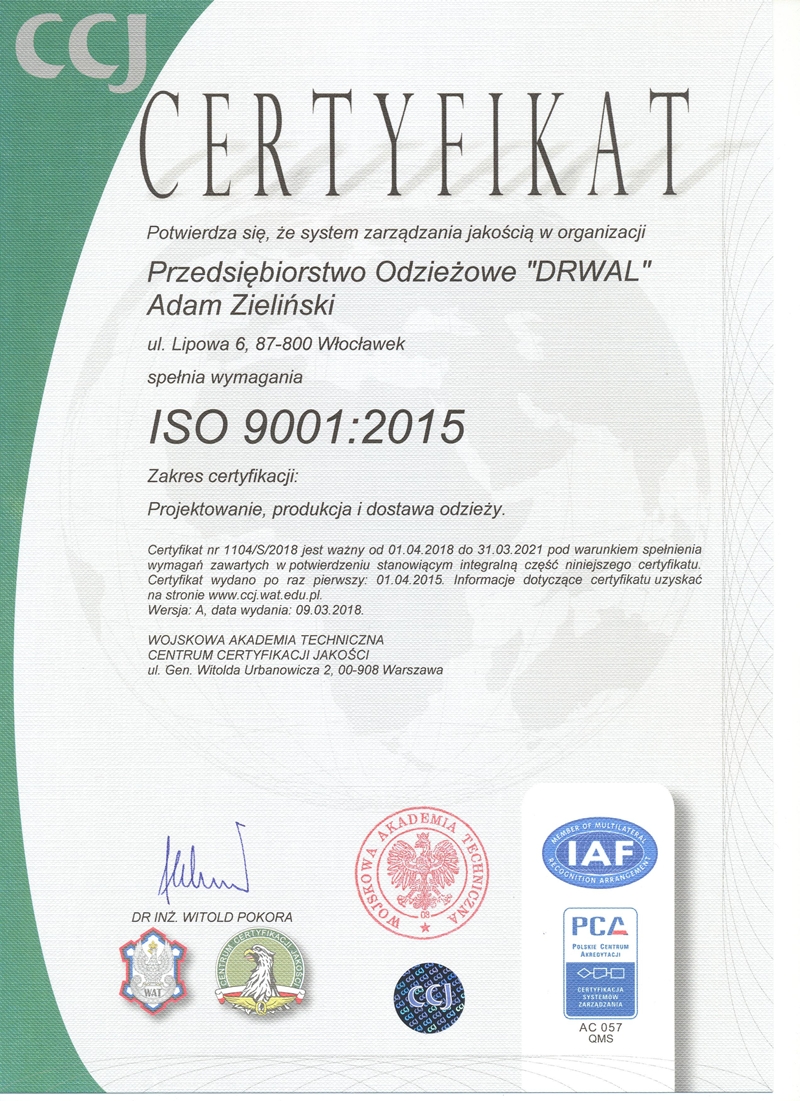 CCJ
CERTYFIKAT
Potwierdza się, że system zarządzania jakością w organizacji
Przedsiębiorstwo Odzieżowe "DRWAL"
Adam Zieliński
ul. Lipowa 6, 87-800 Włocławek
spełnia wymagania
ISO 9001:2015
Zakres certyfikacji:
Projektowanie, produkcja i dostawa odzieży.
Certyfikat nr 1104/S/2018 jest ważny od 01.04.2018 do 31.03.2021 pod warunkiem spełnienia
wymagań zawartych w potwierdzeniu stanowiącym integralną część niniejszego certyfikatu.
Certyfikat wydano po raz pierwszy: 01.04.2015. Informacje dotyczące certyfikatu uzyskać
na stronie www.ccj.wat.edu.pl.
Wersja: A, data wydania: 09.03.2018.
WOJSKOWA AKADEMIA TECHNICZNA
CENTRUM CERTYFIKACJI JAKOŚCI
ul. Gen. Witolda Urbanowicza 2, 00-908 Warszawa
DR INŻ. WITOLD POKORA
WAT
CENTRUM CERTYFIKACJI JAKOŚCI
WOJSKOWA AKADEMIA TECHNICZNA
08
CCJ
MEMBER OF MULTILATERAL
IAF
RECOGNITION ARRANGEMENT
PCA
POLSKIE CENTRUM
AKREDYTACJI
CERTYFIKACJA
SYSTEMÓW
ZARZĄDZANIA
AC 057
QMS